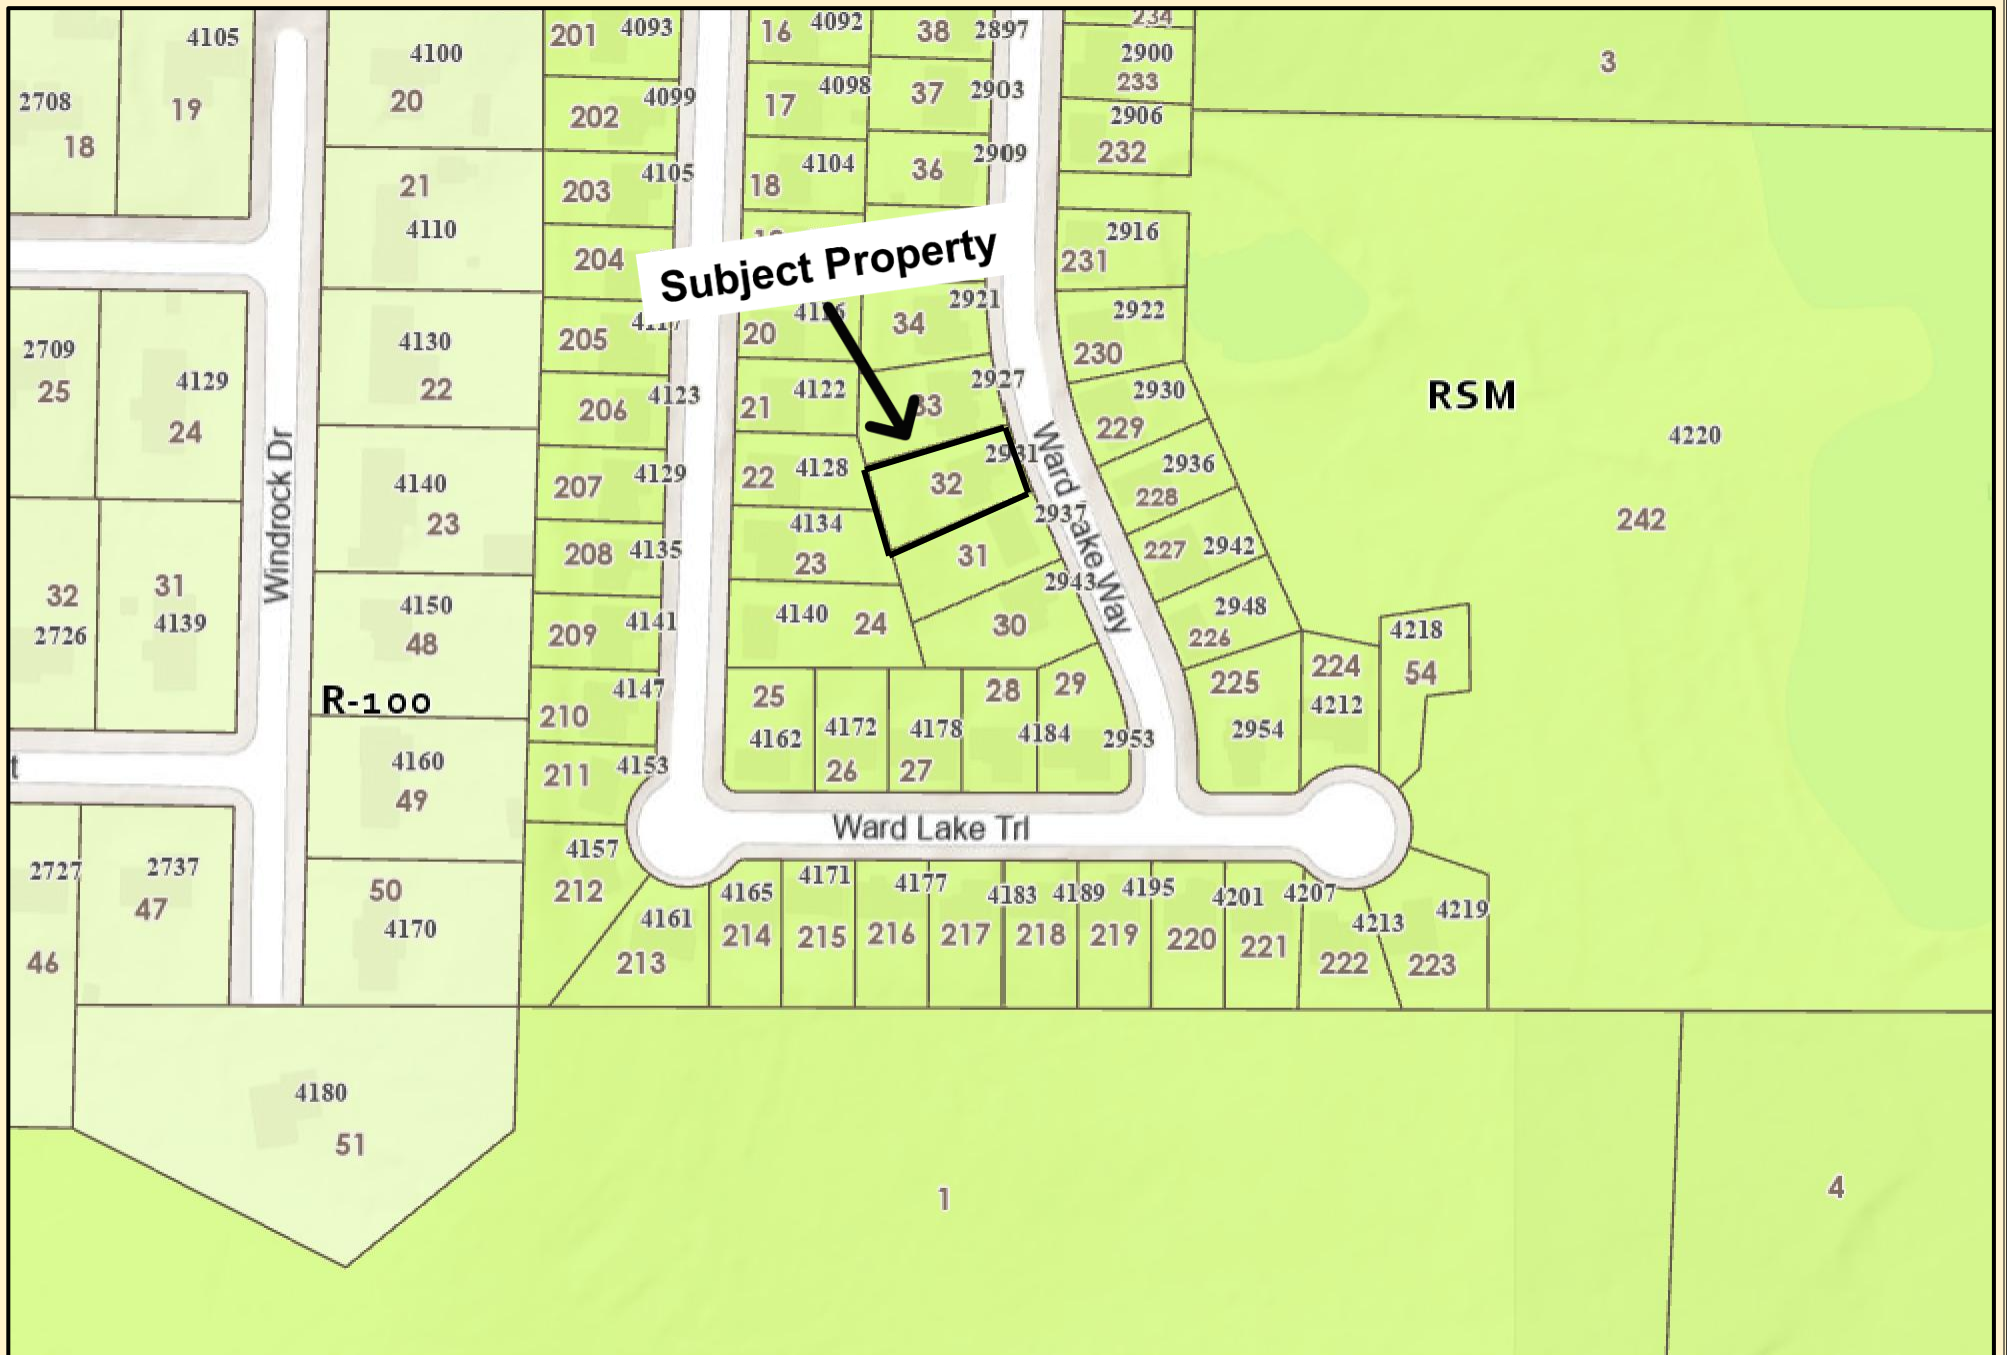 234
201 4093 16 4092 38 2897
4105
4100 2900 3
2708 19 20 202 4099 17 4098 37 2903 233
2906
18 21 203 4105 18 4104 36 2909 232
4110 204 2916
231
Subject Property
205 20 34 2921 2922
2709 4130 230
25 4129 22 206 4123 21 4122 2927 2930 RSM
24 229 4220
Windrock Dr
4140 207 4129 22 4128 32 2931 2936
23 228 242
Ward Lake Way
208 4135 4134 23 31 2937 227 2942
32 31 4150 2943 2948
2726 4139 48 209 4141 4140 24 30 226 4218
224 54
R-100 210 4147 25 28 29 225 4212
4162 4172 4178 4184 2953 2954
4160 211 4153 26 27
49
t
Ward Lake Trl
2727 2737 4157
47 50 212 4165 4171 4177 4183 4189 4195 4201 4207 4219
4170 4161 4213
46 213 214 215 216 217 218 219 220 221 222 223
4180
51 1 4